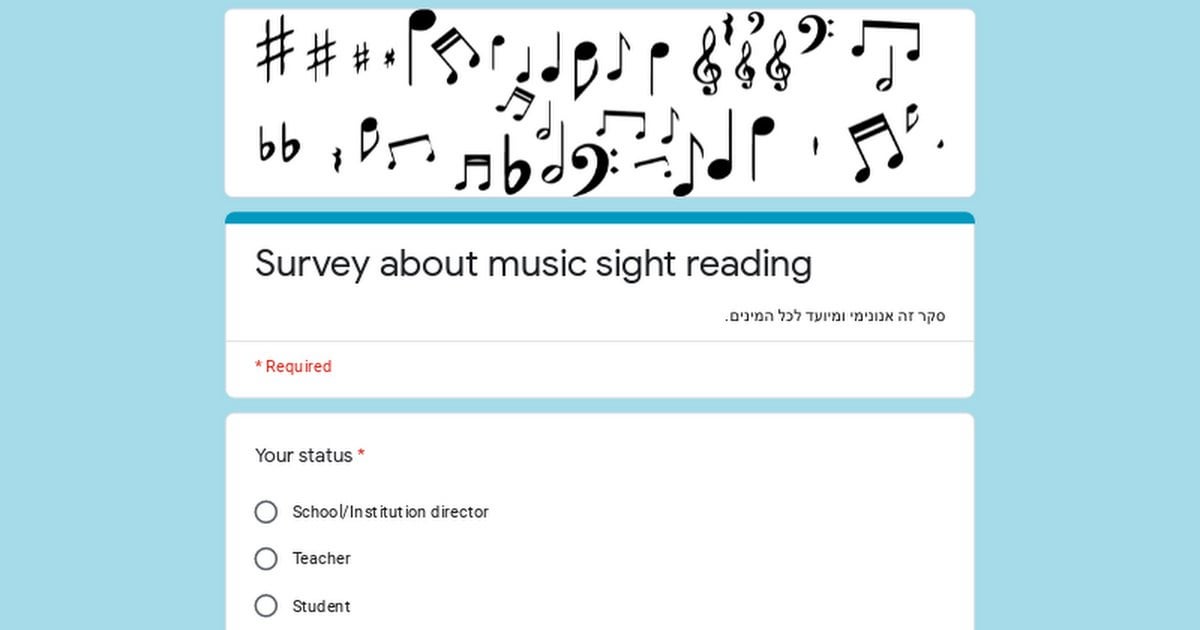 Survey about music sight reading
סקר זה אנונימי ומיועד לכל המינים.
* Required
Your status *
School/Institution director
Teacher
Student